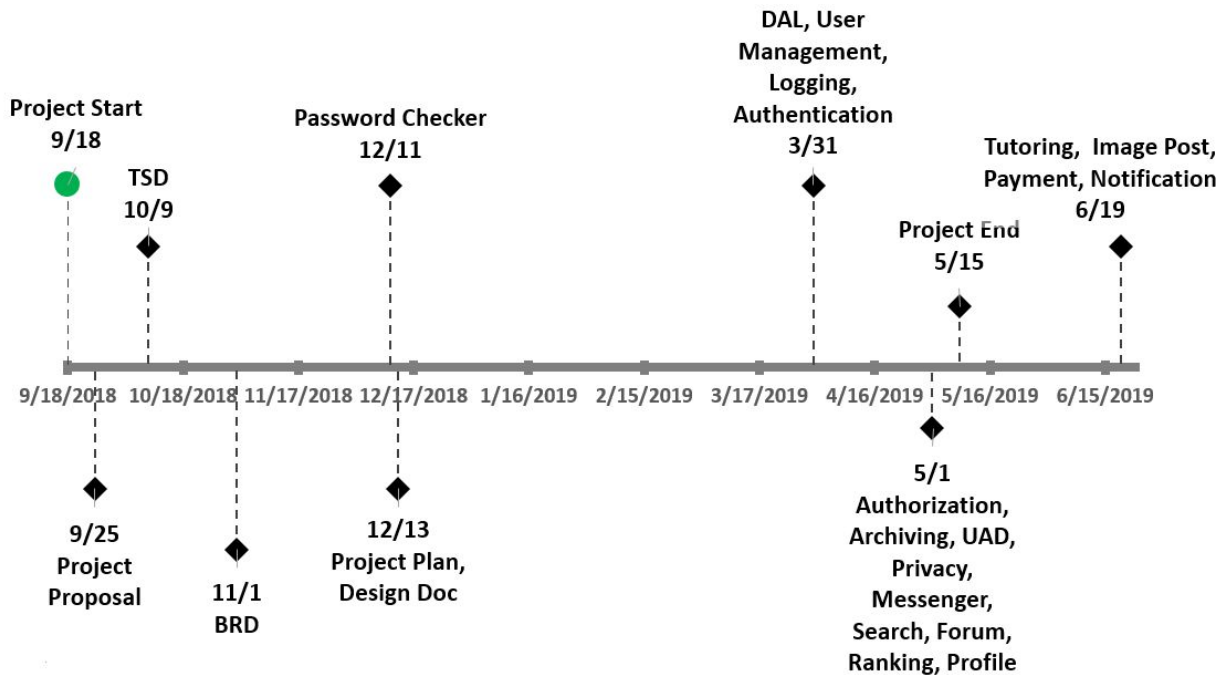 DAL, User
Management,
Logging,
Authentication
3/31
Project Start
9/18
Password Checker
12/11
Tutoring,  Image Post,
Payment, Notification
6/19
TSD
10/9
Project End
5/15
9/18/2018 10/18/2018 11/17/2018 12/17/2018 1/16/2019 2/15/2019 3/17/2019 4/16/2019 5/16/2019 6/15/2019
9/25
Project
Proposal
11/1
BRD
12/13
Project Plan,
Design Doc
5/1
Authorization,
Archiving, UAD,
Privacy,
Messenger,
Search, Forum,
Ranking, Profile